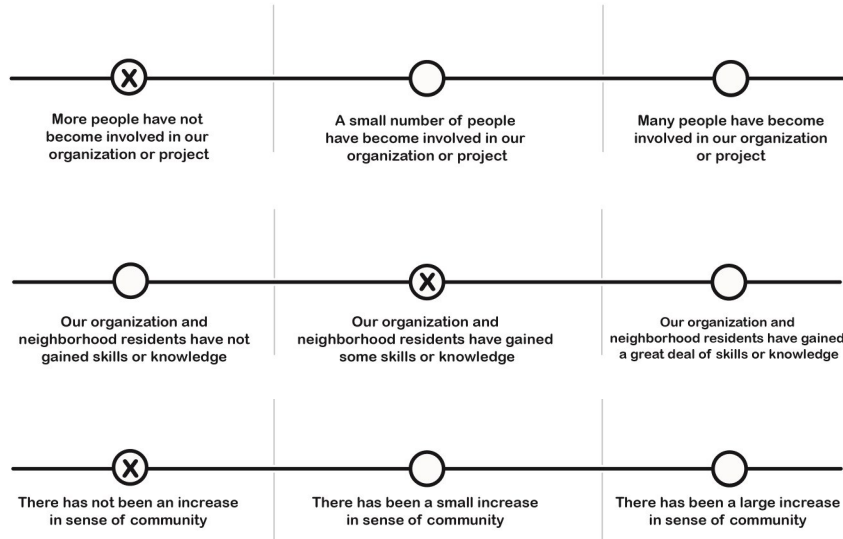 X
More people have not
become involved in our
organization or project
A small number of people
have become involved in our
organization or project
Many people have become
involved in our organization
or project
X
Our organization and
neighborhood residents have not
gained skills or knowledge
Our organization and
neighborhood residents have gained
some skills or knowledge
Our organization and
neighborhood residents have gained
a great deal of skills or knowledge
X
There has not been an increase
in sense of community
There has been a small increase
in sense of community
There has been a large increase
in sense of community